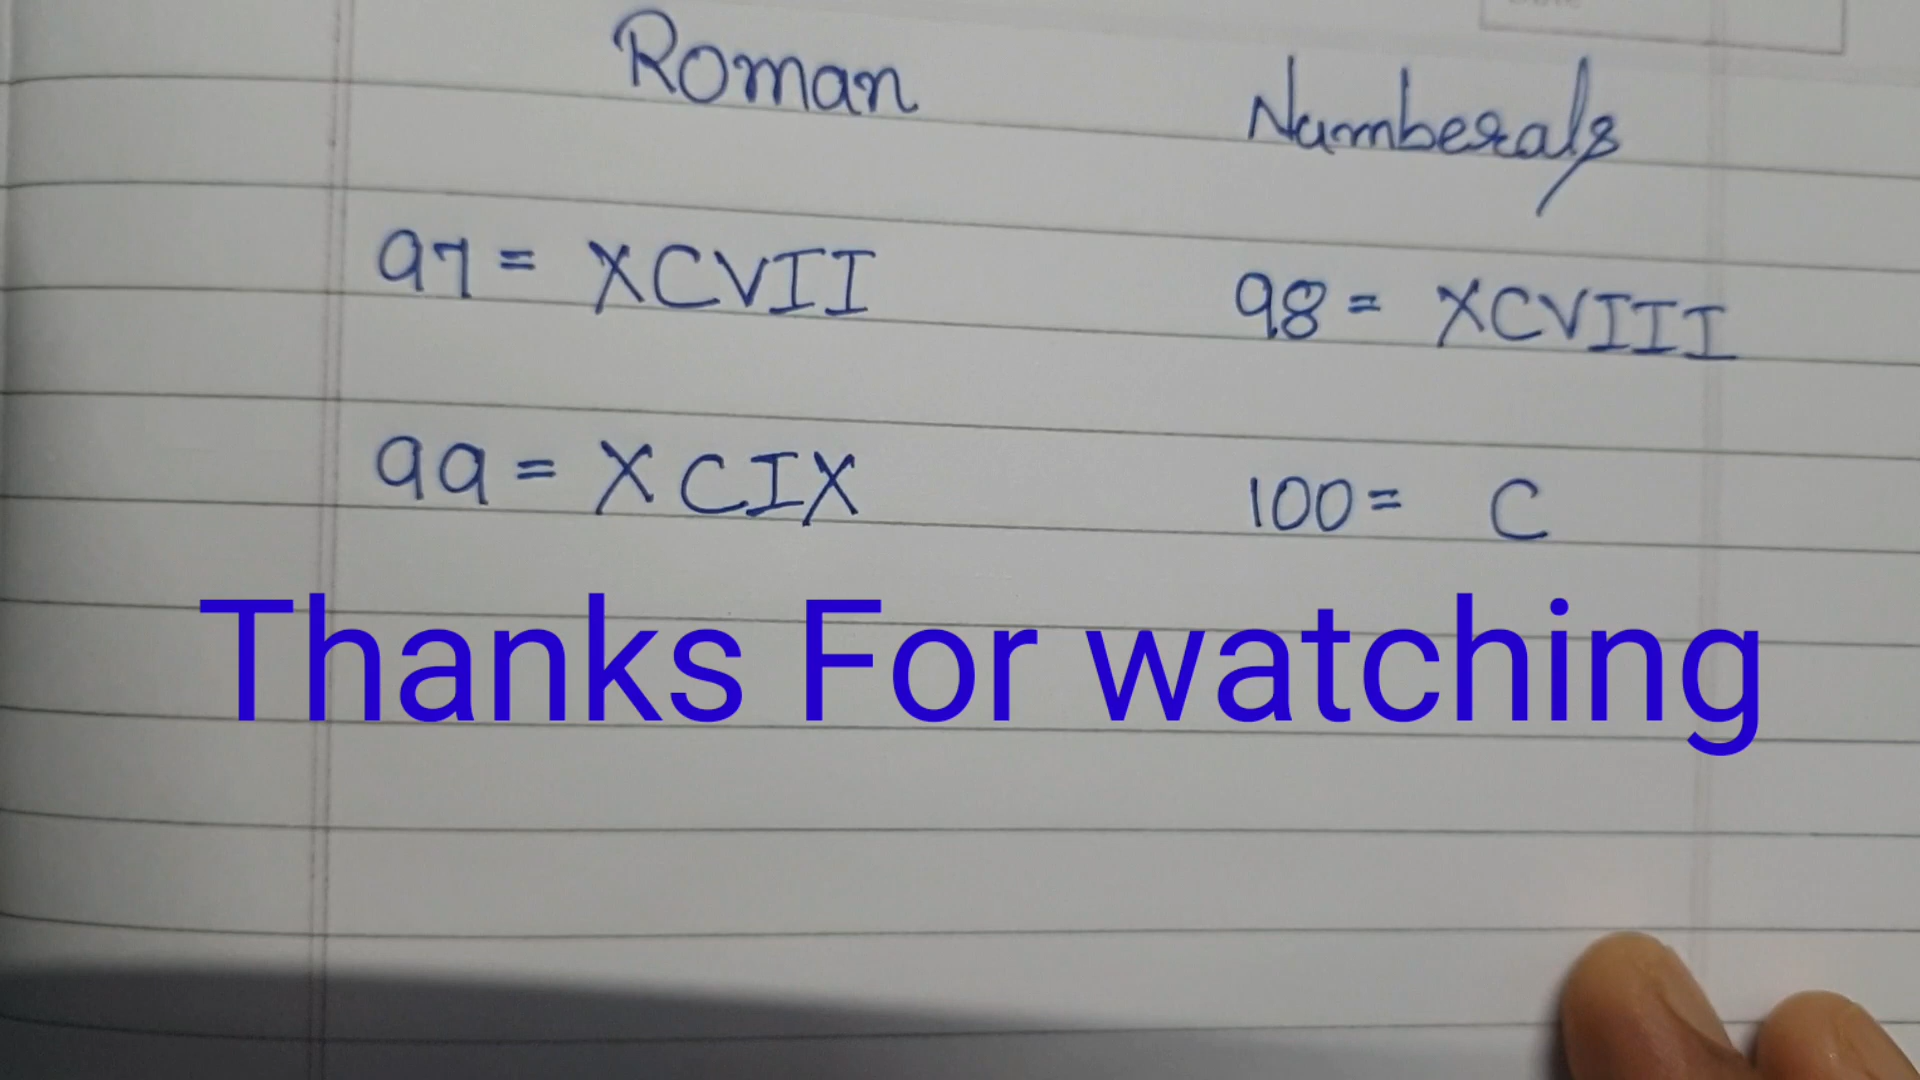 Roman Numberals
97 = XCVII 98 = XCVIII
99 = XCIX 100 = C
Thanks For watching